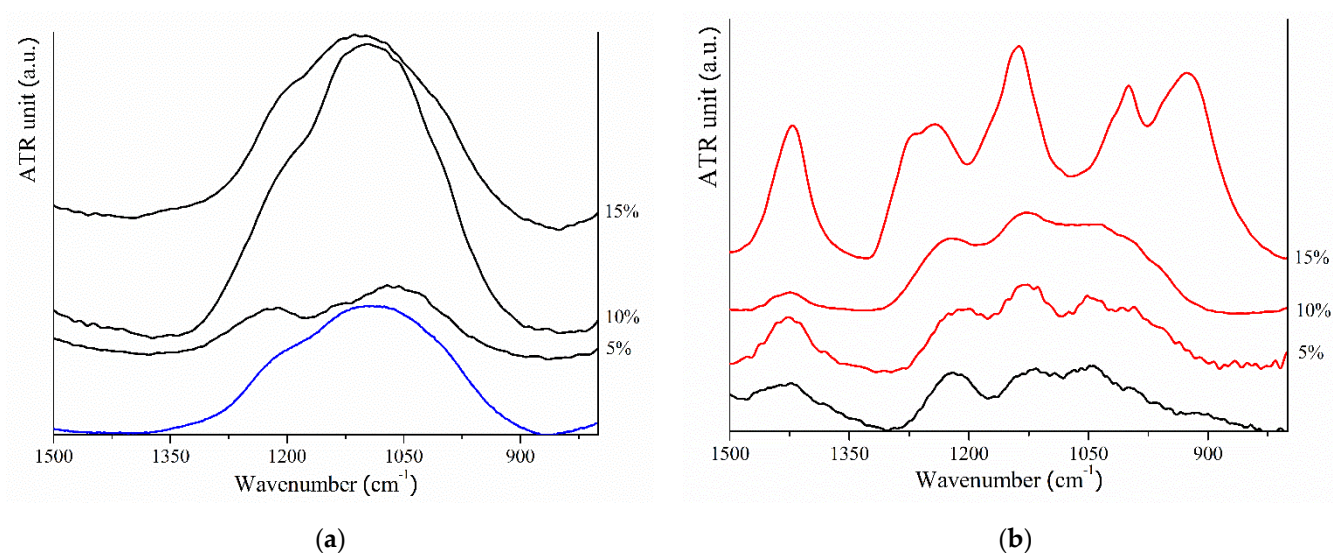 ATR unit (a.u.)
15%
10%
5%
1500 1350 1200 1050 900
Wavenumber (cm⁻¹)
(a)
ATR unit (a.u.)
15%
10%
5%
1500 1350 1200 1050 900
Wavenumber (cm⁻¹)
(b)